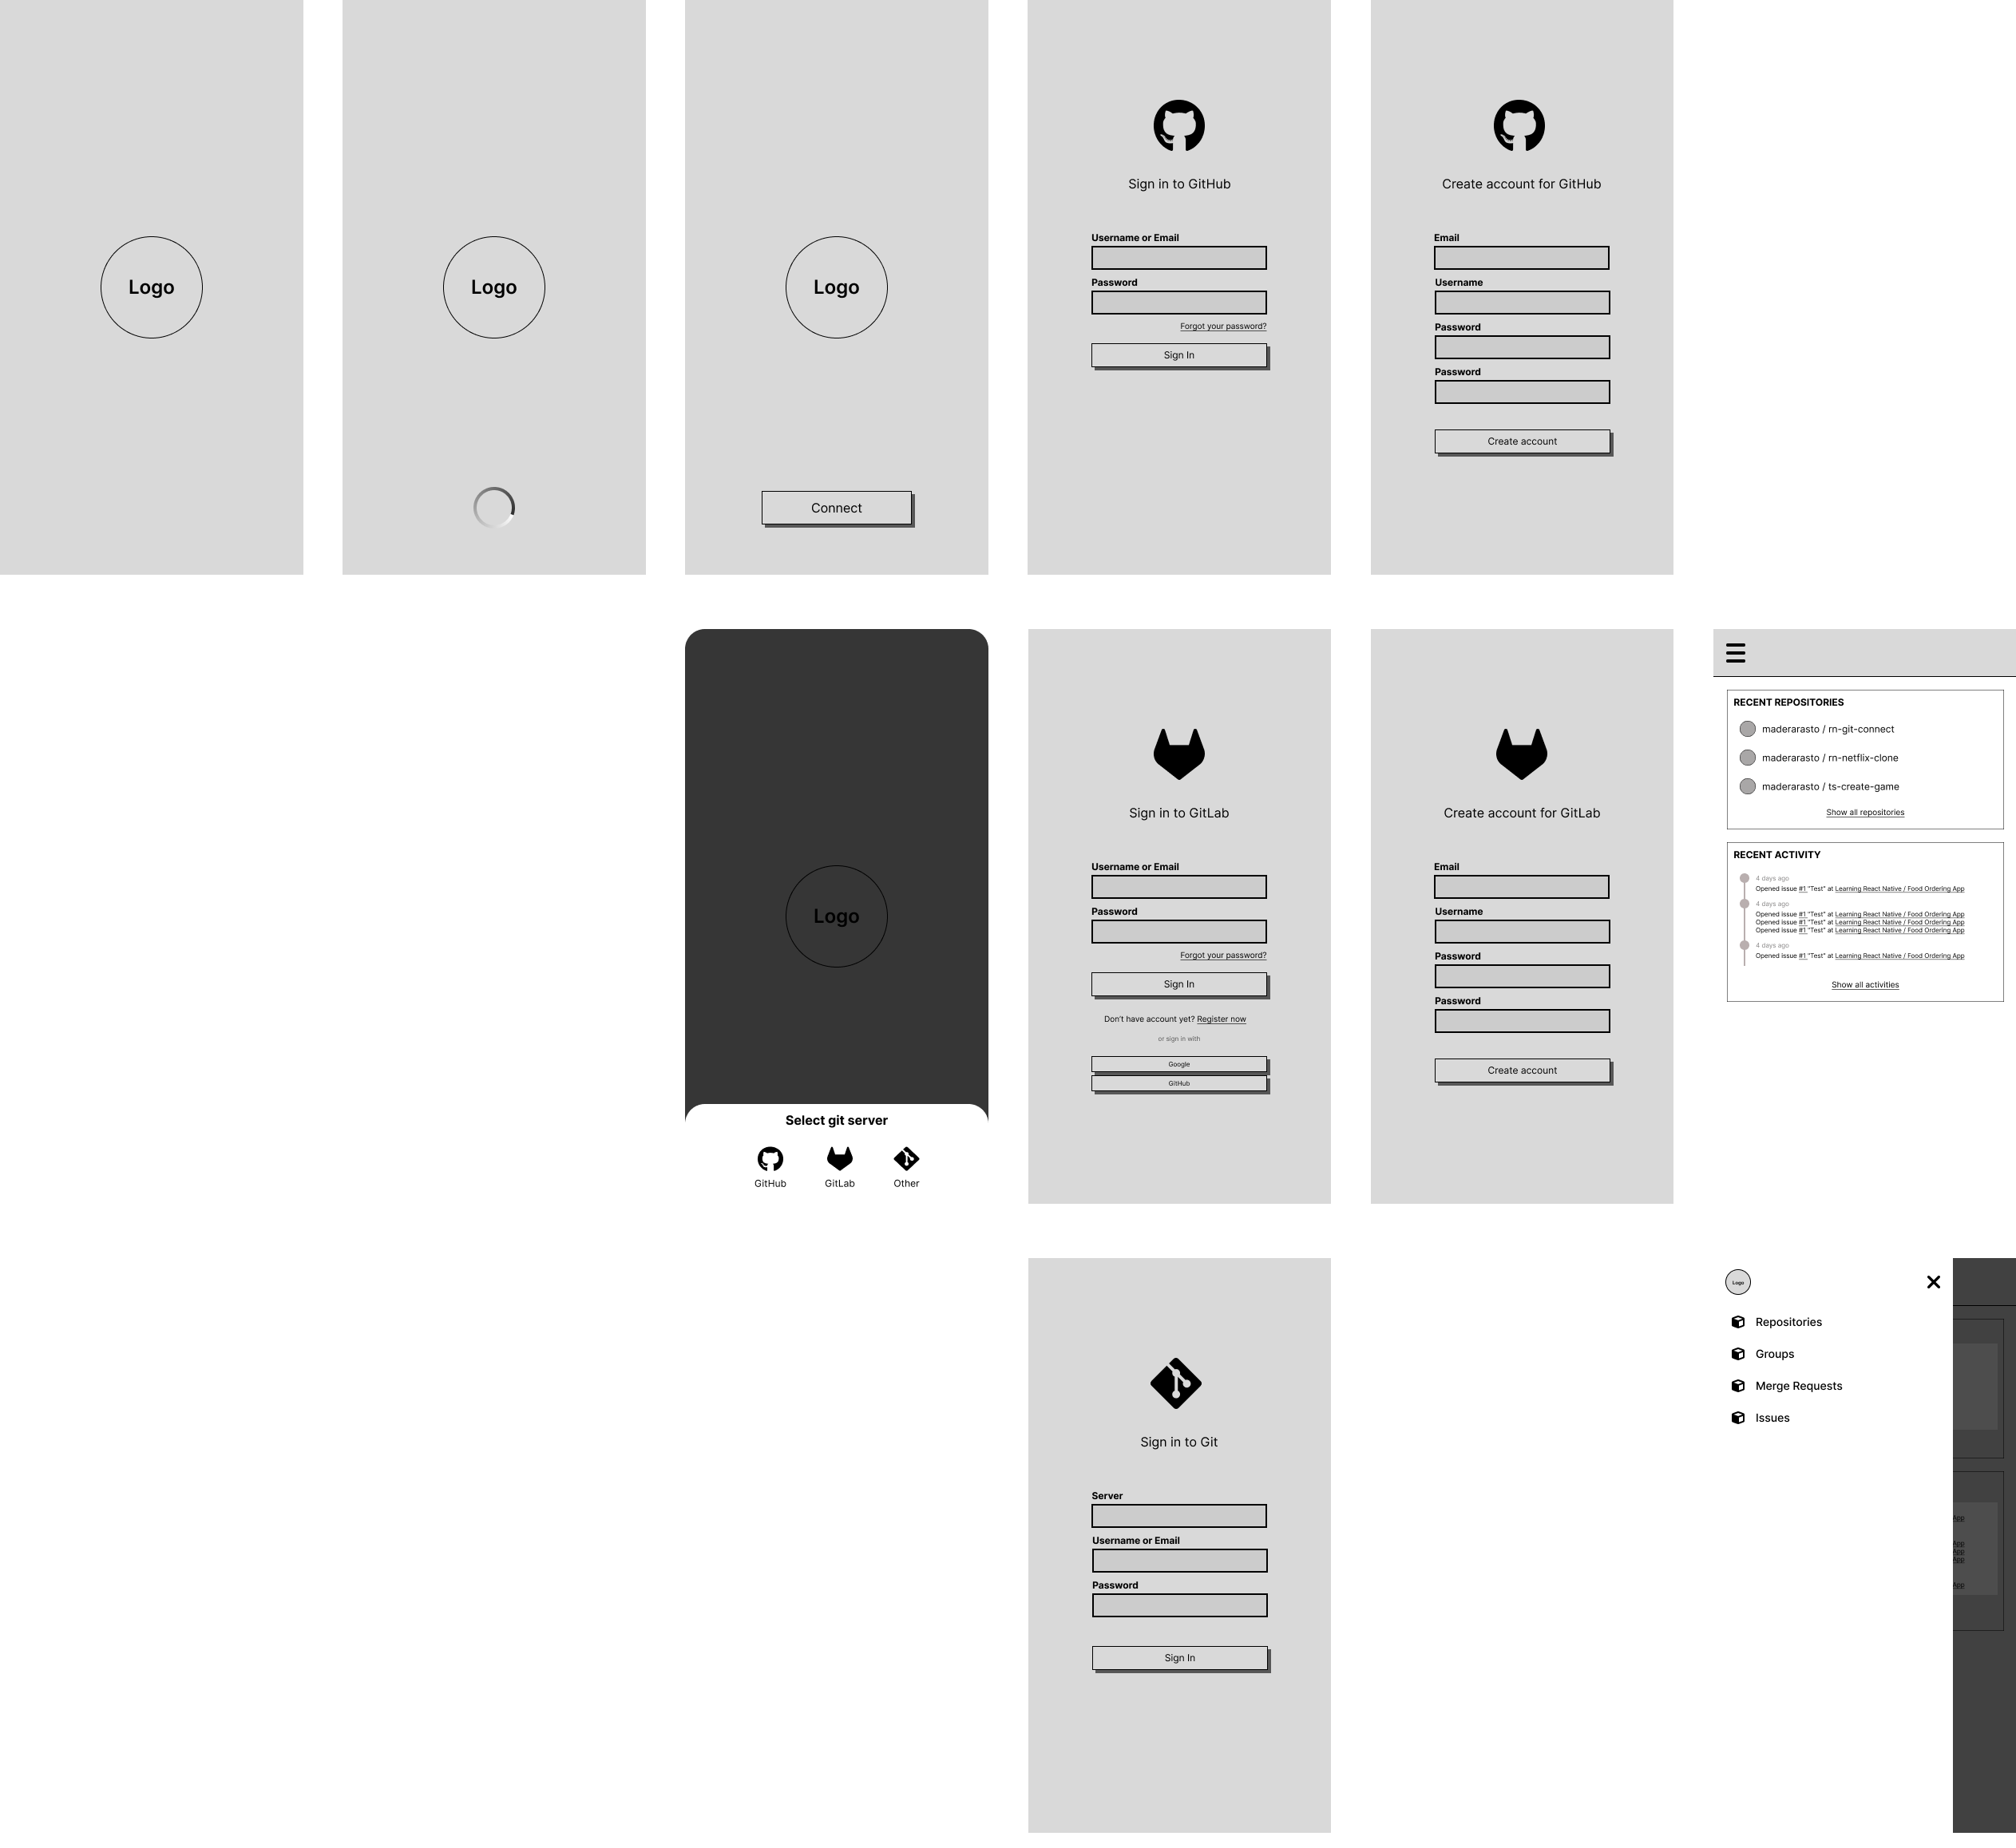 Logo
Logo
Logo
Connect
Sign in to GitHub
Username or Email
Password
Forgot your password?
Sign In
Create account for GitHub
Email
Username
Password
Password
Create account
Logo
Select git server
GitHub
GitLab
Other
Sign in to GitLab
Username or Email
Password
Forgot your password?
Sign In
Don't have account yet? Register now
or sign in with
Google
GitHub
Create account for GitLab
Email
Username
Password
Password
Create account
RECENT REPOSITORIES
maderarasto / rn-git-connect
maderarasto / rn-netflix-clone
maderarasto / ts-create-game
Show all repositories
RECENT ACTIVITY
4 days ago
Opened issue #1 "Test" at Learning React Native / Food Ordering App
4 days ago
Opened issue #1 "Test" at Learning React Native / Food Ordering App
Opened issue #1 "Test" at Learning React Native / Food Ordering App
Opened issue #1 "Test" at Learning React Native / Food Ordering App
4 days ago
Opened issue #1 "Test" at Learning React Native / Food Ordering App
Show all activities
Sign in to Git
Server
Username or Email
Password
Sign In
Logo
Repositories
Groups
Merge Requests
Issues
App
App
App
App
App